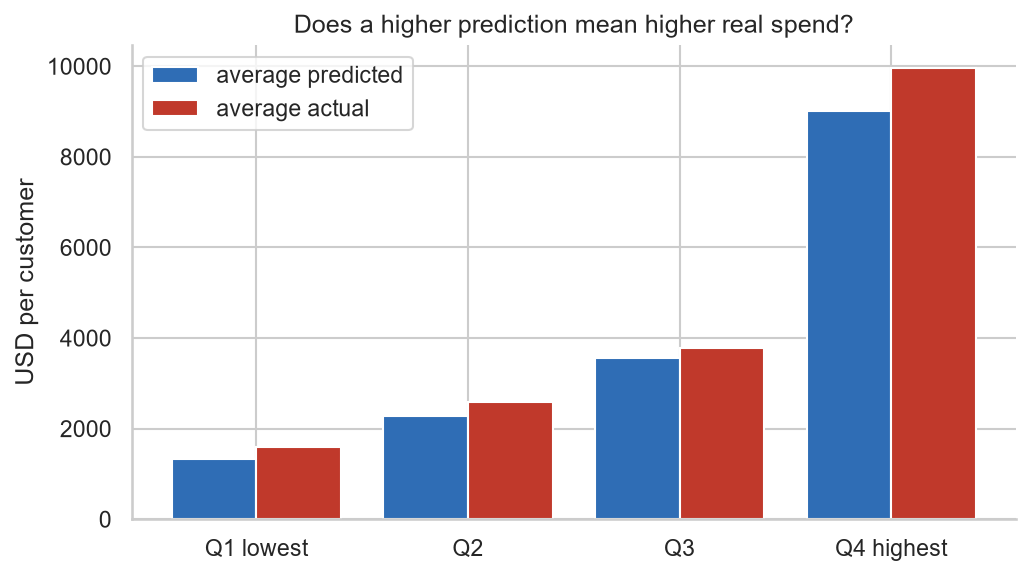 Does a higher prediction mean higher real spend?
average predicted
average actual
USD per customer
10000
8000
6000
4000
2000
0
Q1 lowest
Q2
Q3
Q4 highest